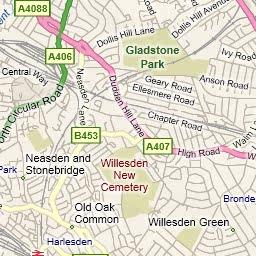 A4088
Dollis Hill Lane
Dollis Hill Avenue
A406
Gladstone
Park
Ivy Road
Central Way
Geary Road
Anson Road
Ellesmere Road
Neasden Lane
Dudden Hill Lane
Circular Road
Chapter Road
B453
A407
High Road
Park
Neasden and
Stonebridge
Willesden
New
Cemetery
Old Oak
Common
Willesden Green
Harlesden